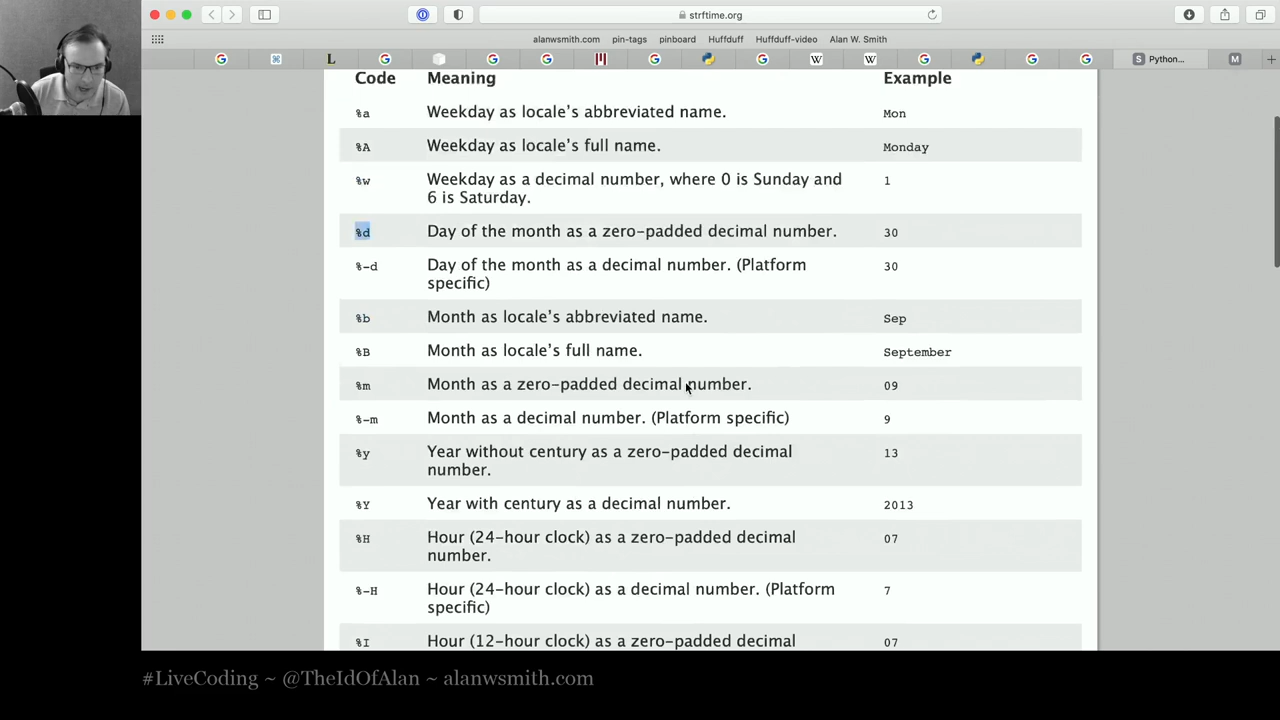 strftime.org
alanwsmith.com pin-tags pinboard Huffduff Huffduff-video Alan W. Smith
G G L G G G G G G W W G G G S Python... M
Code Meaning Example
%a Weekday as locale’s abbreviated name. Mon
%A Weekday as locale’s full name. Monday
%w Weekday as a decimal number, where 0 is Sunday and 1
6 is Saturday.
%d Day of the month as a zero-padded decimal number. 30
%-d Day of the month as a decimal number. (Platform 30
specific)
%b Month as locale’s abbreviated name. Sep
%B Month as locale’s full name. September
%m Month as a zero-padded decimal number. 09
%-m Month as a decimal number. (Platform specific) 9
%y Year without century as a zero-padded decimal 13
number.
%Y Year with century as a decimal number. 2013
%H Hour (24-hour clock) as a zero-padded decimal 07
number.
%-H Hour (24-hour clock) as a decimal number. (Platform 7
specific)
%I Hour (12-hour clock) as a zero-padded decimal 07
#LiveCoding ~ @TheIdOfAlan ~ alanwsmith.com